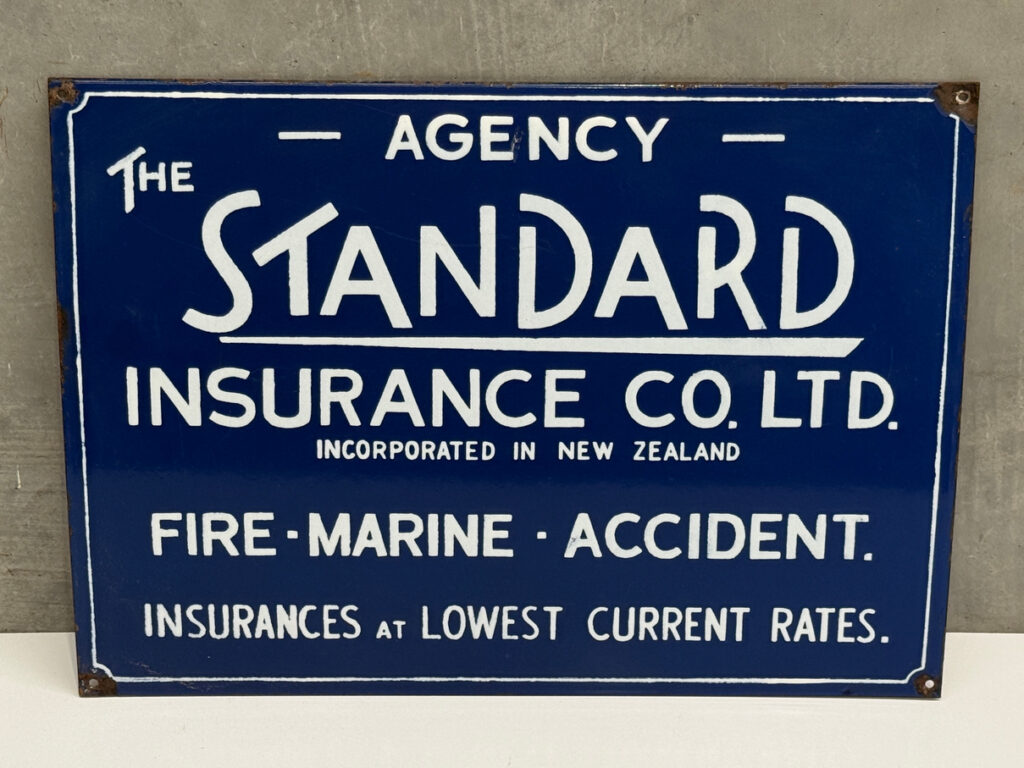 — AGENCY —
THE
STANDARD
INSURANCE CO. LTD.
INCORPORATED IN NEW ZEALAND
FIRE - MARINE - ACCIDENT.
INSURANCES AT LOWEST CURRENT RATES.